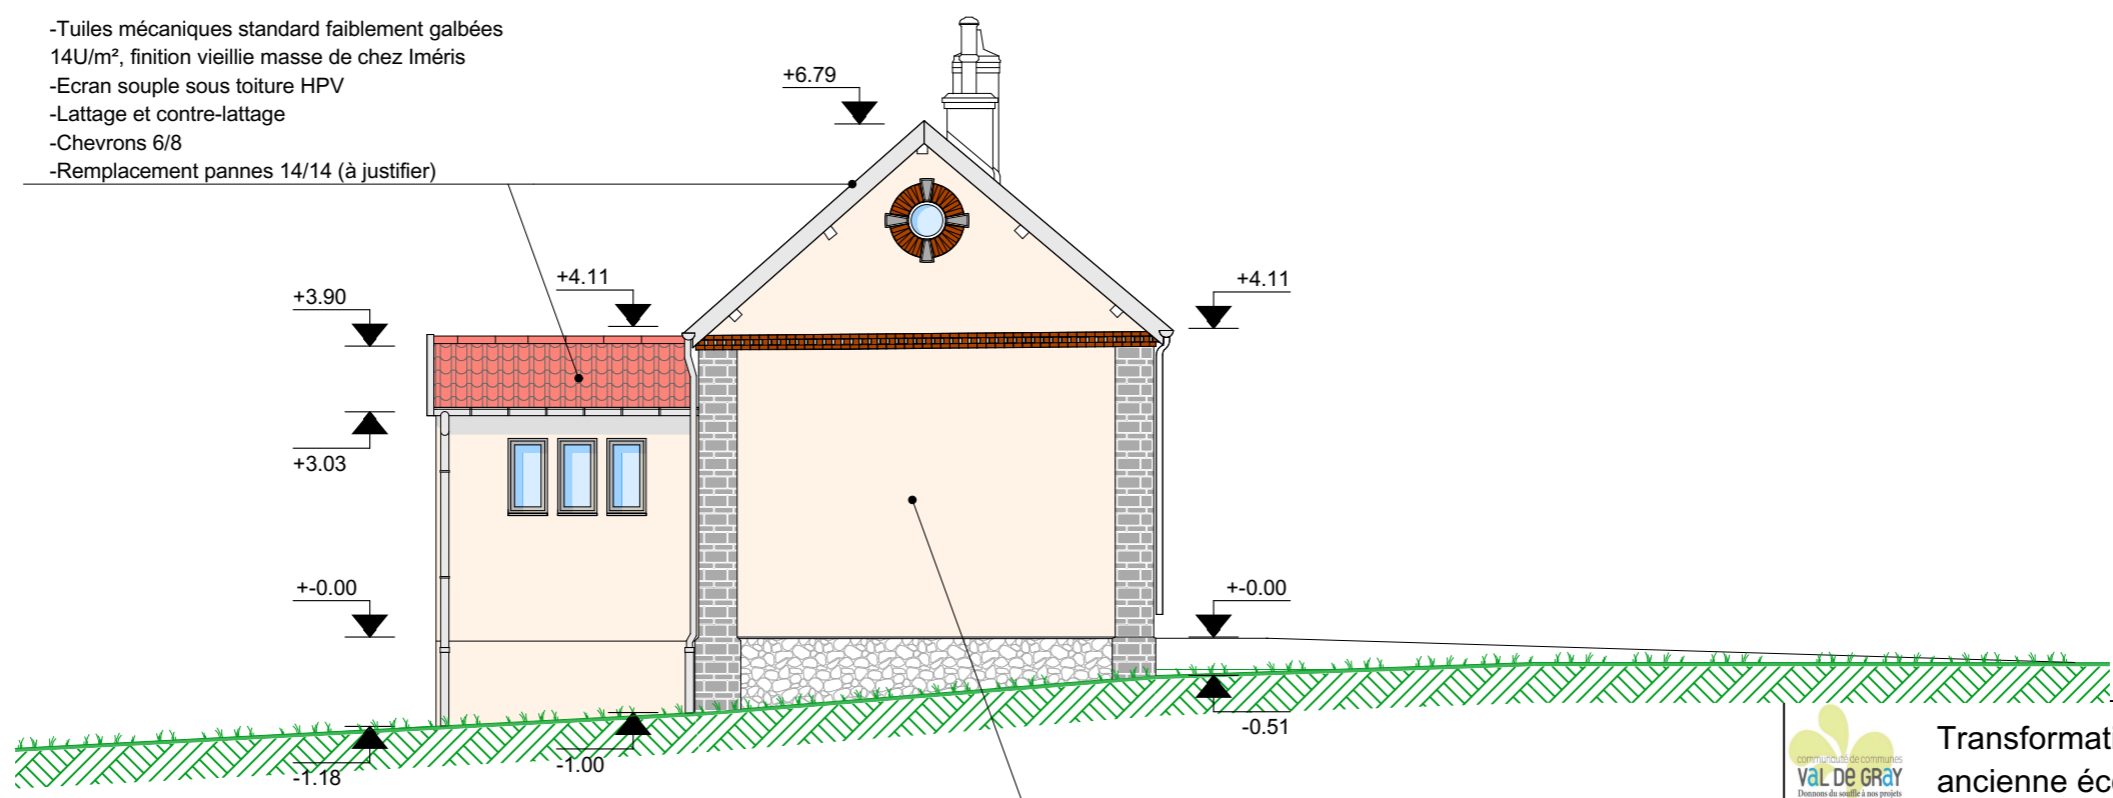 -Tuiles mécaniques standard faiblement galbées
14U/m², finition vieillie masse de chez Iméris
-Ecran souple sous toiture HPV
-Lattage et contre-lattage
-Chevrons 6/8
-Remplacement pannes 14/14 (à justifier)
+6.79
+4.11
+4.11
+3.90
+3.03
+-0.00
+-0.00
-0.51
-1.00
-1.18
communauté de communes
VaL De GRaY
Donnons du souffle à nos projets
Transformati
ancienne éc